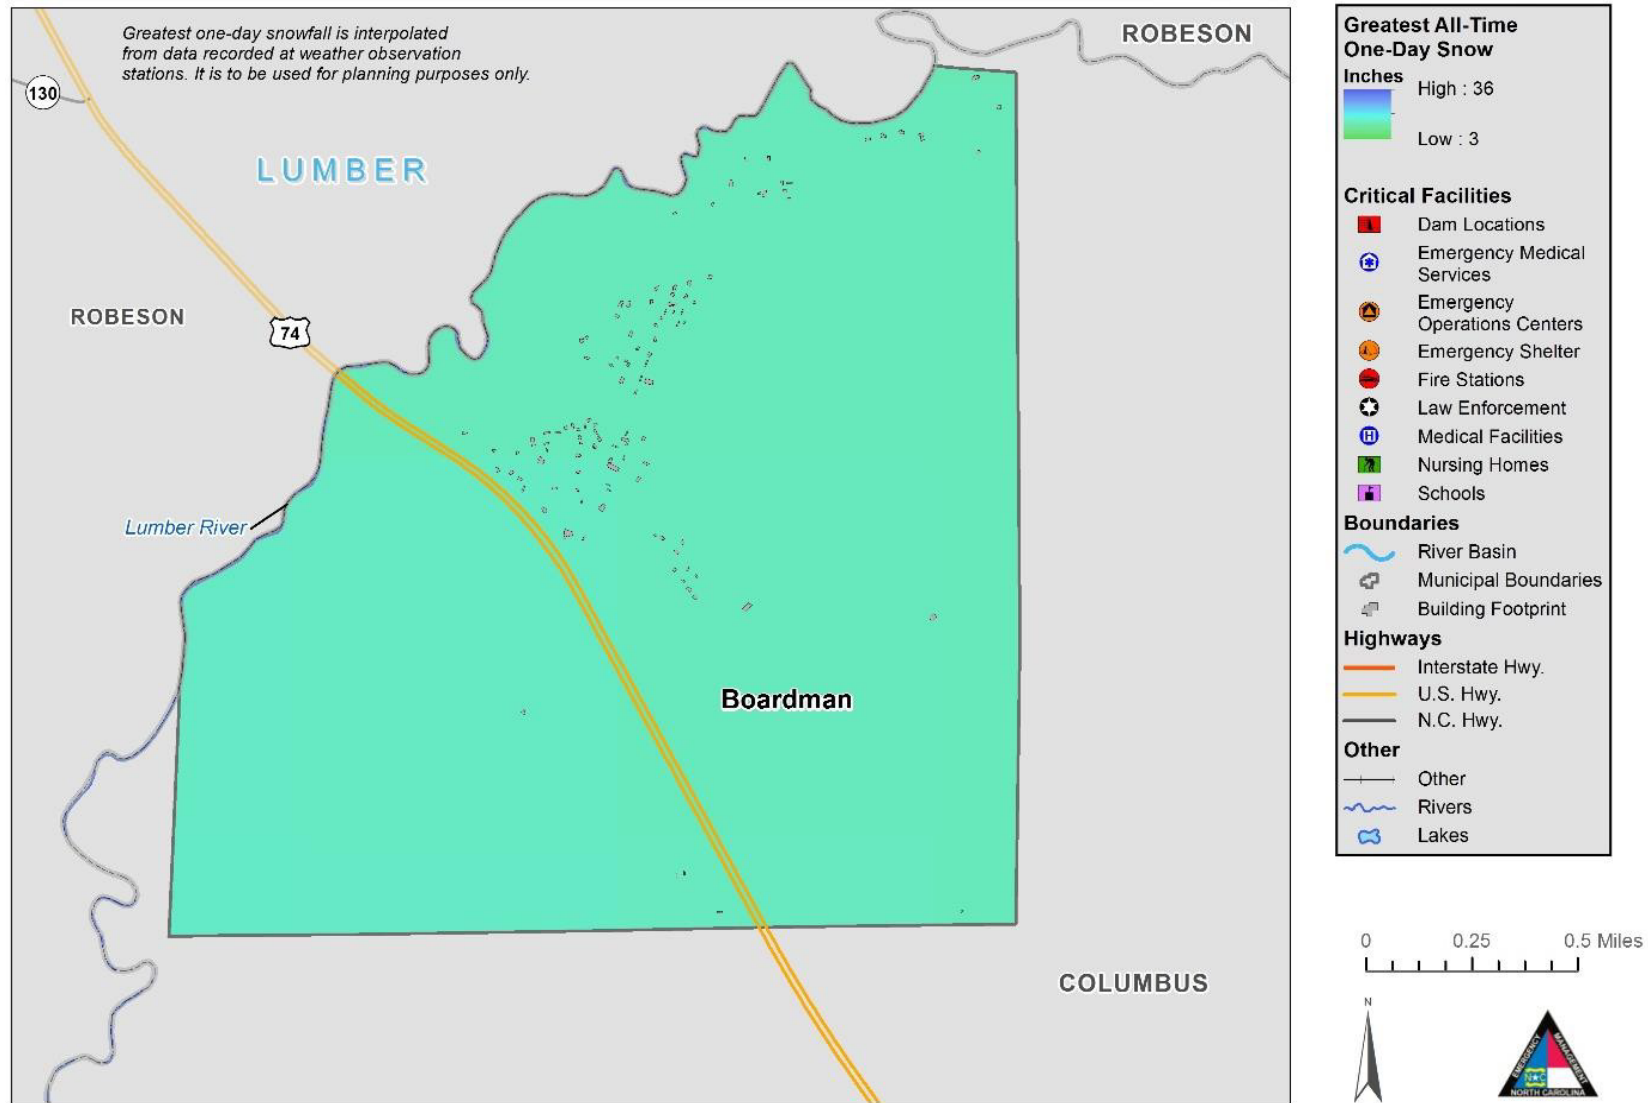 Greatest one-day snowfall is interpolated
from data recorded at weather observation
stations. It is to be used for planning purposes only.
ROBESON
130
LUMBER
ROBESON
74
Lumber River
Boardman
COLUMBUS
Greatest All-Time
One-Day Snow
Inches
High : 36
Low : 3
Critical Facilities
Dam Locations
Emergency Medical
Services
Emergency
Operations Centers
Emergency Shelter
Fire Stations
Law Enforcement
H
Medical Facilities
Nursing Homes
Schools
Boundaries
River Basin
Municipal Boundaries
Building Footprint
Highways
Interstate Hwy.
U.S. Hwy.
N.C. Hwy.
Other
Other
Rivers
Lakes
0 0.25 0.5 Miles
N
EMERGENCY MANAGEMENT
N C
NORTH CAROLINA